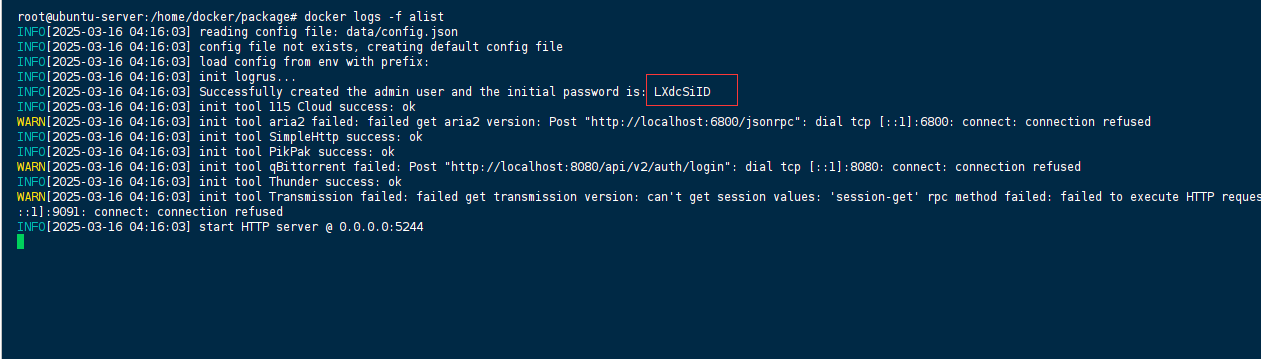 root@ubuntu-server:/home/docker/package# docker logs -f alist
INFO[2025-03-16 04:16:03] reading config file: data/config.json
INFO[2025-03-16 04:16:03] config file not exists, creating default config file
INFO[2025-03-16 04:16:03] load config from env with prefix:
INFO[2025-03-16 04:16:03] init logrus...
INFO[2025-03-16 04:16:03] Successfully created the admin user and the initial password is: LXdcSiID
INFO[2025-03-16 04:16:03] init tool 115 Cloud success: ok
WARN[2025-03-16 04:16:03] init tool aria2 failed: failed get aria2 version: Post "http://localhost:6800/jsonrpc": dial tcp [::1]:6800: connect: connection refused
INFO[2025-03-16 04:16:03] init tool SimpleHttp success: ok
INFO[2025-03-16 04:16:03] init tool PikPak success: ok
WARN[2025-03-16 04:16:03] init tool qBittorrent failed: Post "http://localhost:8080/api/v2/auth/login": dial tcp [::1]:8080: connect: connection refused
INFO[2025-03-16 04:16:03] init tool Thunder success: ok
WARN[2025-03-16 04:16:03] init tool Transmission failed: failed get transmission version: can't get session values: 'session-get' rpc method failed: failed to execute HTTP reques
::1]:9091: connect: connection refused
INFO[2025-03-16 04:16:03] start HTTP server @ 0.0.0.0:5244